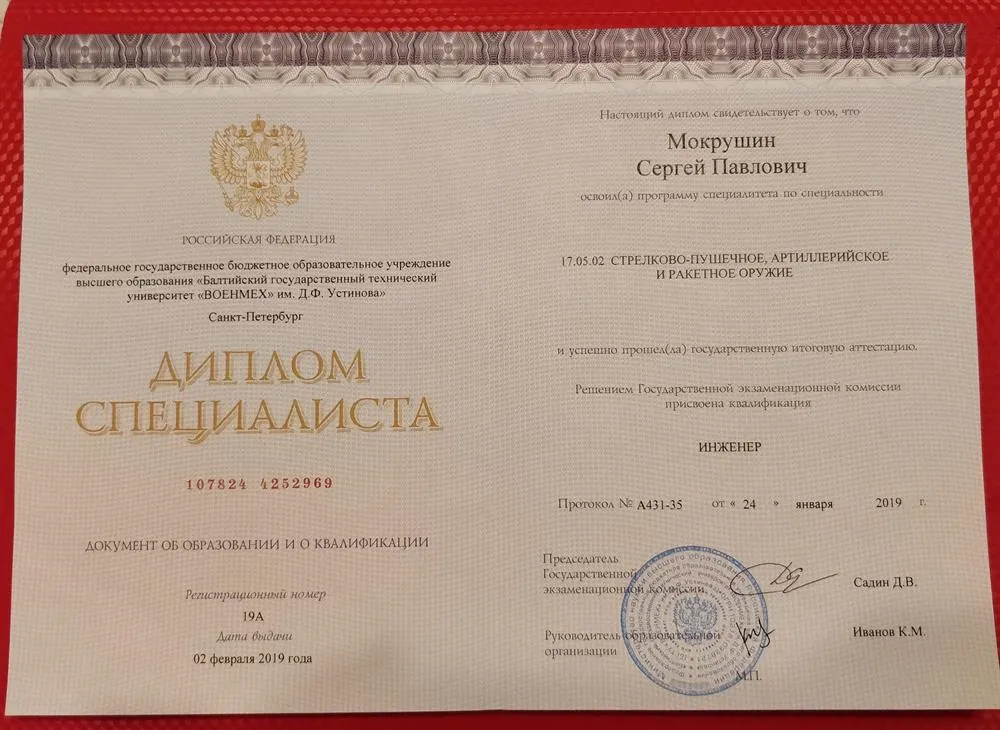 РОССИЙСКАЯ ФЕДЕРАЦИЯ
федеральное государственное бюджетное образовательное учреждение
высшего образования «Балтийский государственный технический
университет «ВОЕНМЕХ» им. Д.Ф. Устинова»
Санкт-Петербург
ДИПЛОМ
СПЕЦИАЛИСТА
107824 4252969
ДОКУМЕНТ ОБ ОБРАЗОВАНИИ И О КВАЛИФИКАЦИИ
Регистрационный номер
19А
Дата выдачи
02 февраля 2019 года
Настоящий диплом свидетельствует о том, что
Мокрушин
Сергей Павлович
освоил(а) программу специалитета по специальности
17.05.02 СТРЕЛКОВО-ПУШЕЧНОЕ, АРТИЛЛЕРИЙСКОЕ
И РАКЕТНОЕ ОРУЖИЕ
и успешно прошел(ла) государственную итоговую аттестацию.
Решением Государственной экзаменационной комиссии
присвоена квалификация
ИНЖЕНЕР
Протокол № А431-35 от « 24 » января 2019 г.
Председатель
Государственной
экзаменационной комиссии
Садин Д.В.
Руководитель образовательной
организации
Иванов К.М.
М.П.